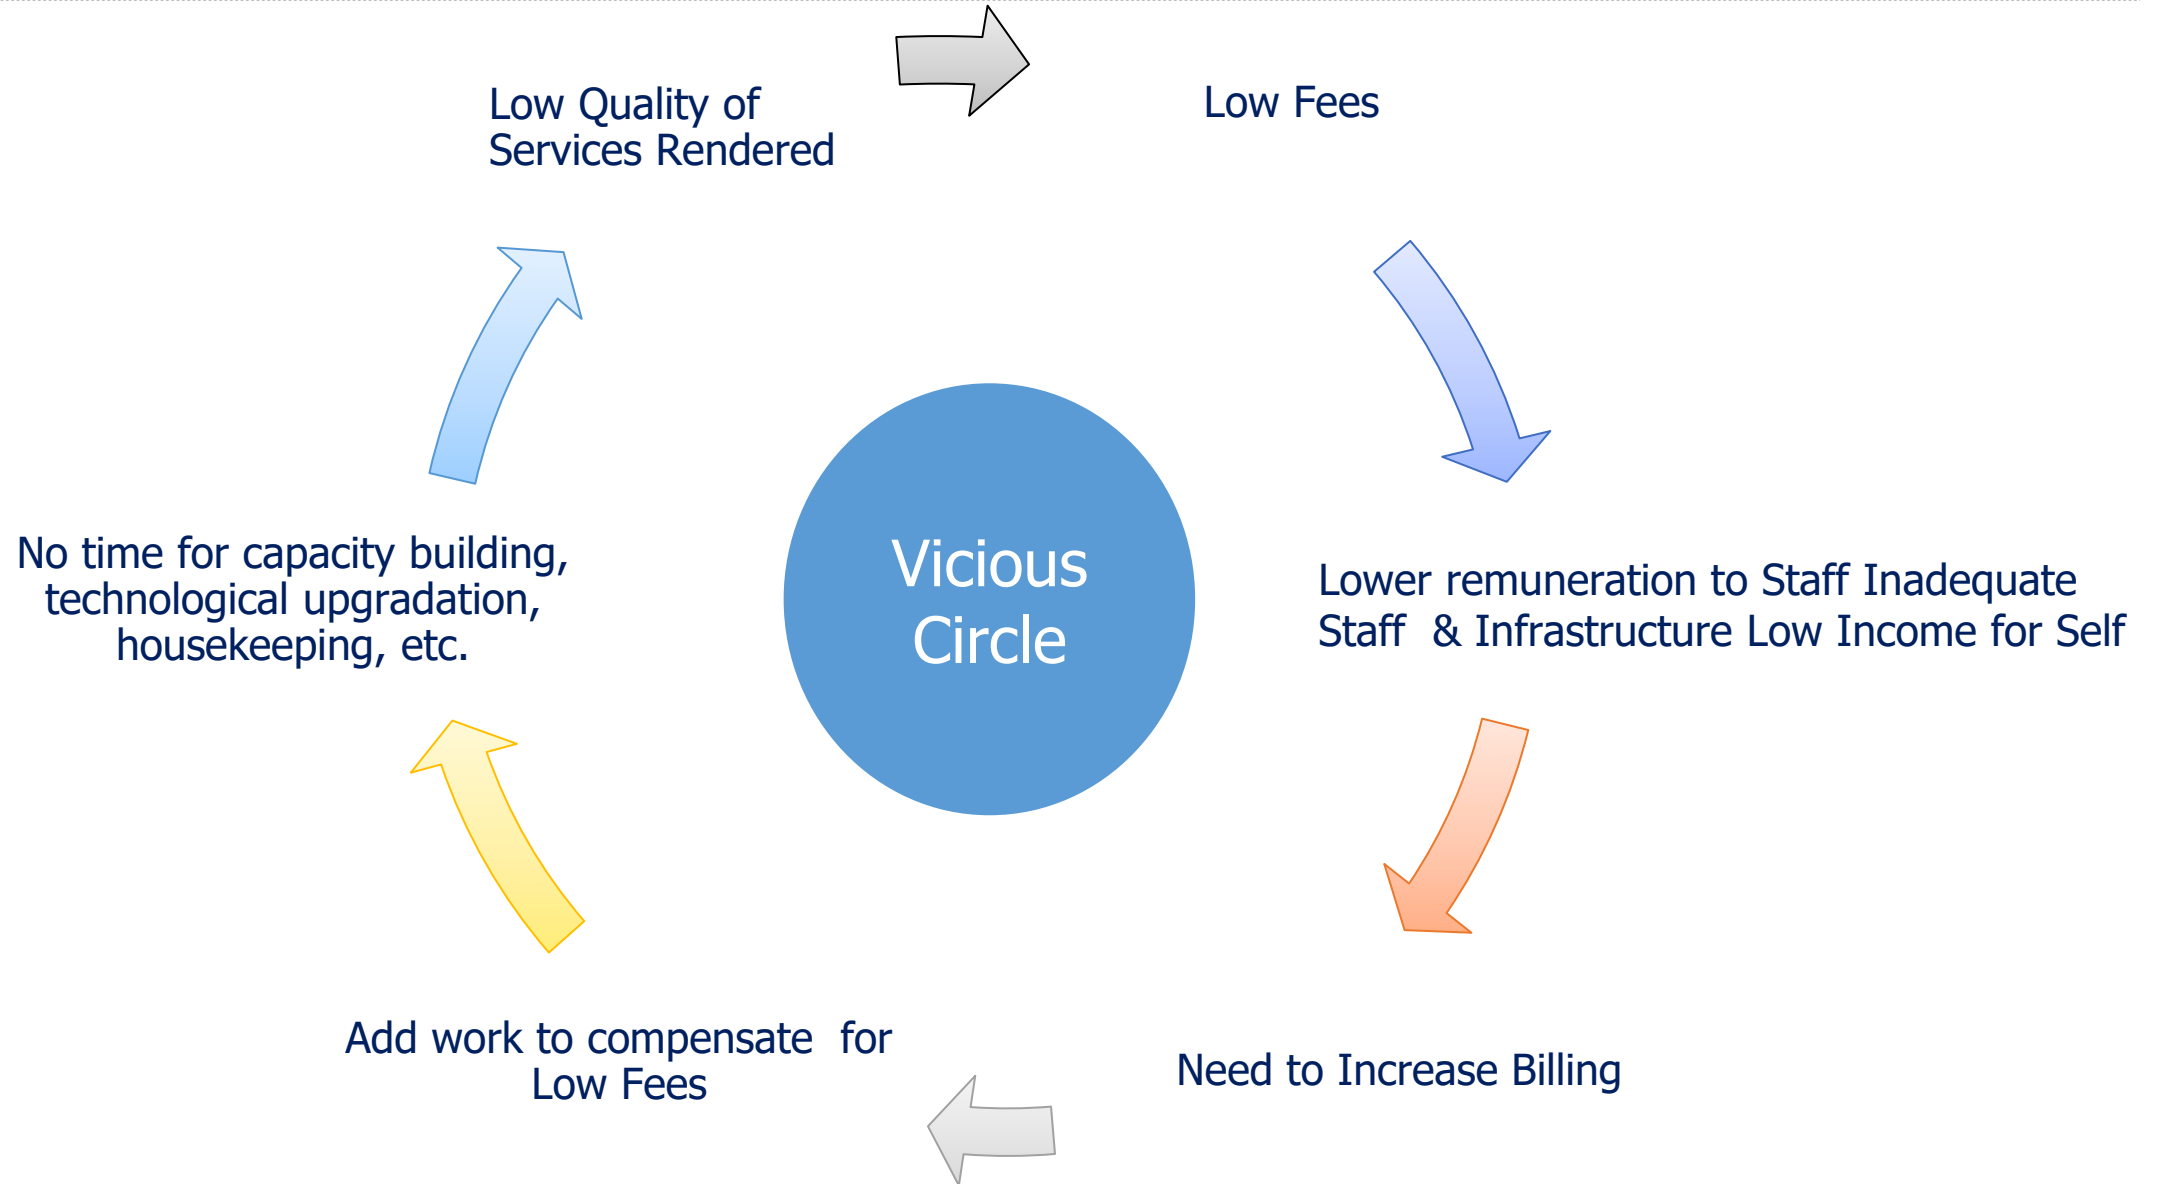 Low Quality of
Services Rendered
Low Fees
Lower remuneration to Staff Inadequate
Staff  & Infrastructure Low Income for Self
Need to Increase Billing
Add work to compensate  for
Low Fees
No time for capacity building,
technological upgradation,
housekeeping, etc.
Vicious
Circle